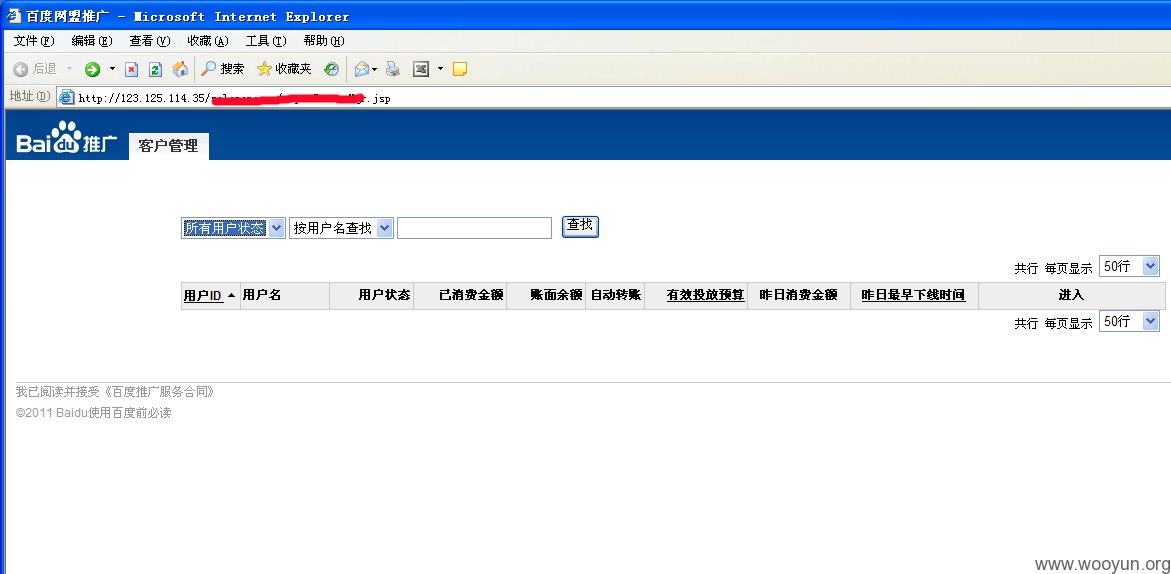 百度网盟推广 - Microsoft Internet Explorer
文件(F) 编辑(E) 查看(V) 收藏(A) 工具(T) 帮助(H)
后退 搜索 收藏夹
地址(D) http://123.125.114.35/ .jsp
Bai du 推广 客户管理
所有用户状态 按用户名查找 查找
共行 每页显示 50行
用户ID 用户名 用户状态 已消费金额 账面余额 自动转账 有效投放预算 昨日消费金额 昨日最早下线时间 进入
共行 每页显示 50行
我已阅读并接受《百度推广服务合同》
©2011 Baidu使用百度前必读
www.wooyun.org